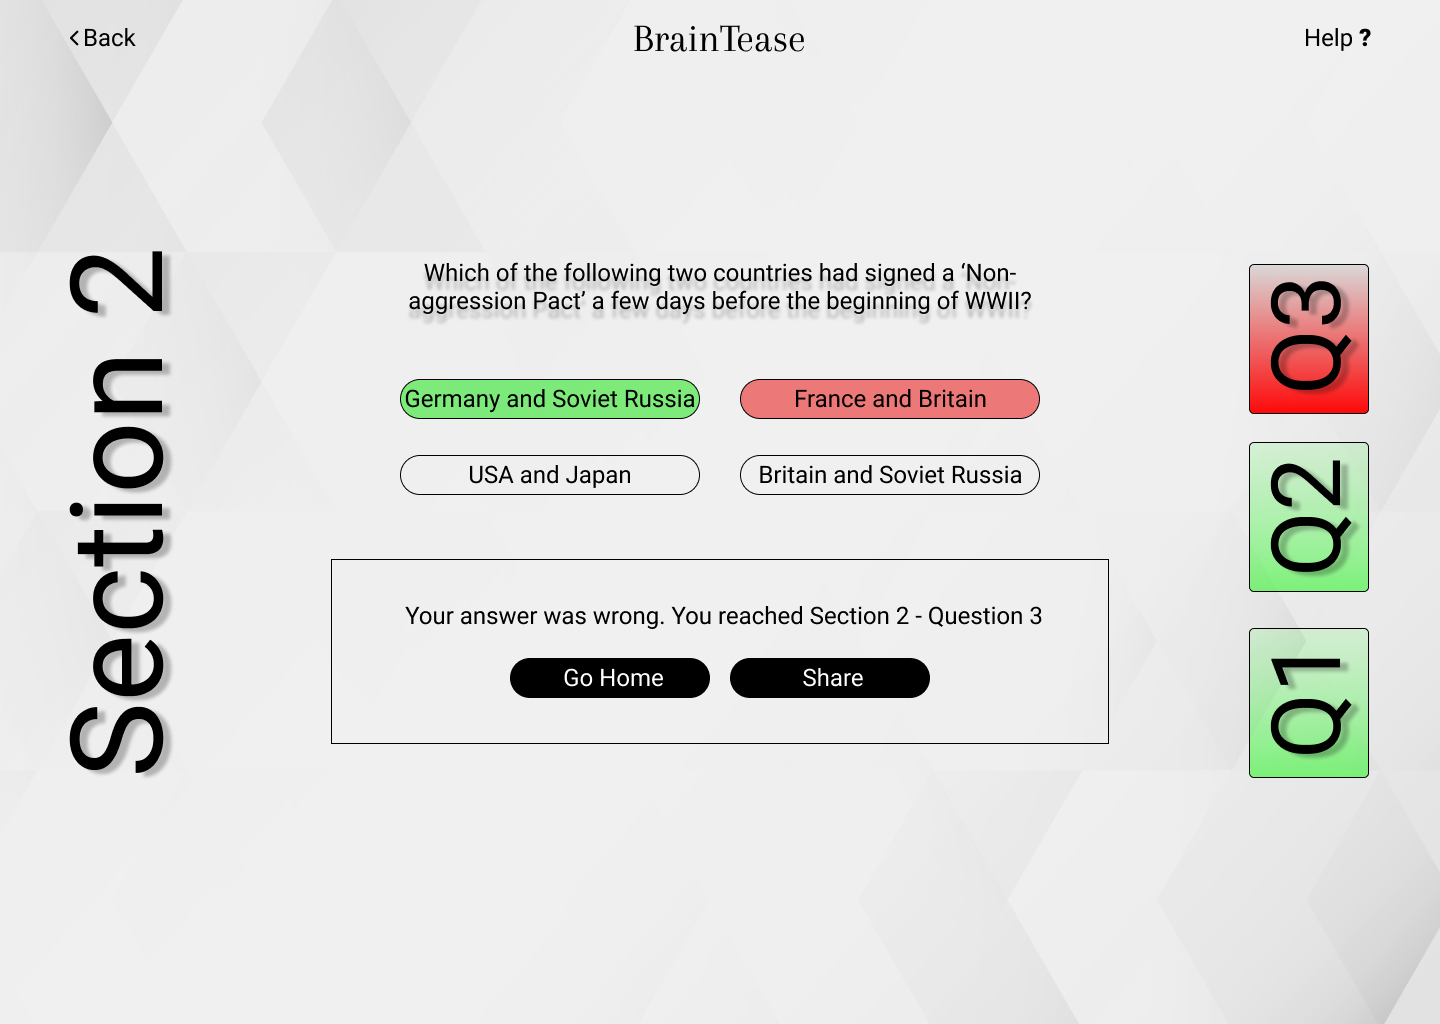 Back
BrainTease
Help ?
Section 2
Which of the following two countries had signed a ‘Non-
aggression Pact’ a few days before the beginning of WWII?
Germany and Soviet Russia
France and Britain
USA and Japan
Britain and Soviet Russia
Your answer was wrong. You reached Section 2 - Question 3
Go Home
Share
Q3
Q2
Q1